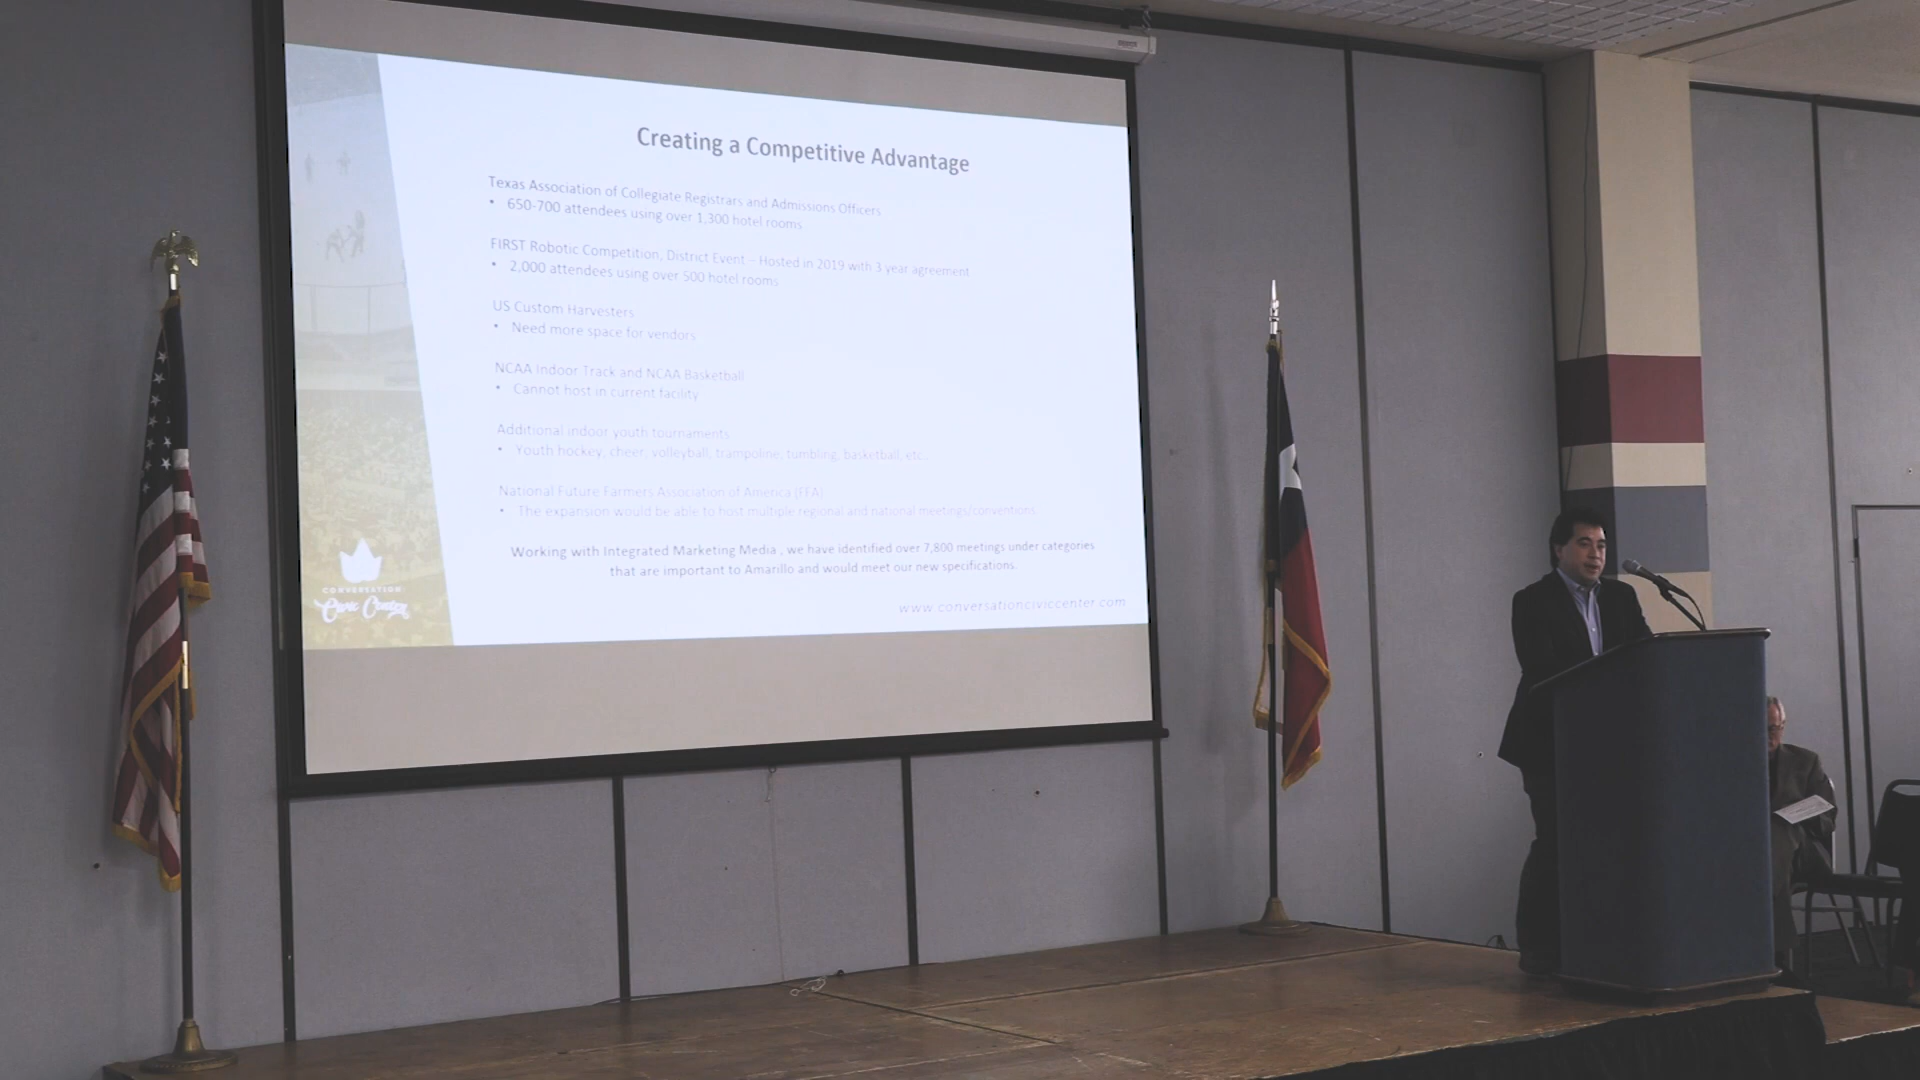 Creating a Competitive Advantage
Texas Association of Collegiate Registrars and Admissions Officers
• 650-700 attendees using over 1,300 hotel rooms
FIRST Robotic Competition, District Event – Hosted in 2019 with 3 year agreement
• 2,000 attendees using over 500 hotel rooms
US Custom Harvesters
• Need more space for vendors
NCAA Indoor Track and NCAA Basketball
• Cannot host in current facility
Additional indoor youth tournaments
• Youth hockey, cheer, volleyball, trampoline, tumbling, basketball, etc..
National Future Farmers Association of America (FFA)
• The expansion would be able to host multiple regional and national meetings/conventions.
Working with Integrated Marketing Media , we have identified over 7,800 meetings under categories
that are important to Amarillo and would meet our new specifications.
CONVERSATION:
Civic Center
www.conversationciviccenter.com